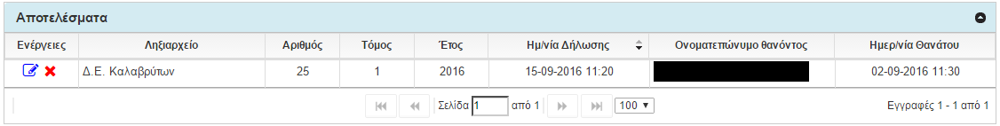 Αποτελέσματα
Ενέργειες Ληξιαρχείο Αριθμός Τόμος Έτος Ημ/νία Δήλωσης Ονοματεπώνυμο θανόντος Ημερ/νία Θανάτου
Δ.Ε. Καλαβρύτων 25 1 2016 15-09-2016 11:20 02-09-2016 11:30
Σελίδα 1 από 1 100 Εγγραφές 1 - 1 από 1